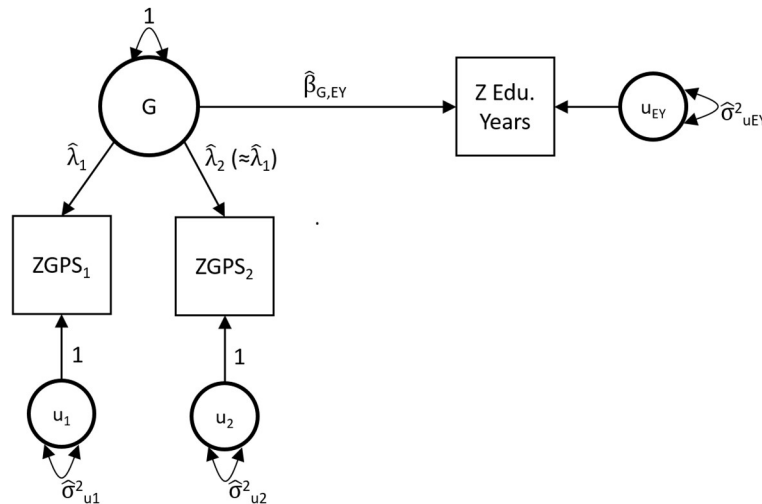 1
G
β̂G,EY
Z Edu.
Years
uEY
σ̂²uEY
λ̂₁
λ̂₂ (≈λ̂₁)
ZGPS₁
ZGPS₂
1
1
u₁
u₂
σ̂²u1
σ̂²u2